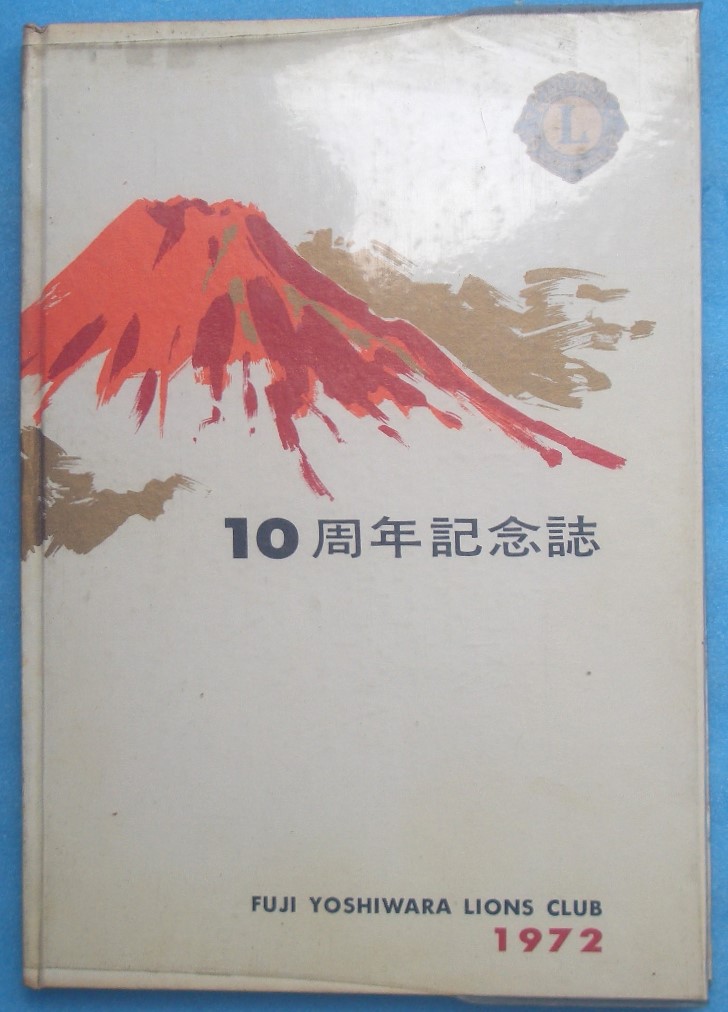 L
10周年記念誌
FUJI YOSHIWARA LIONS CLUB
1972